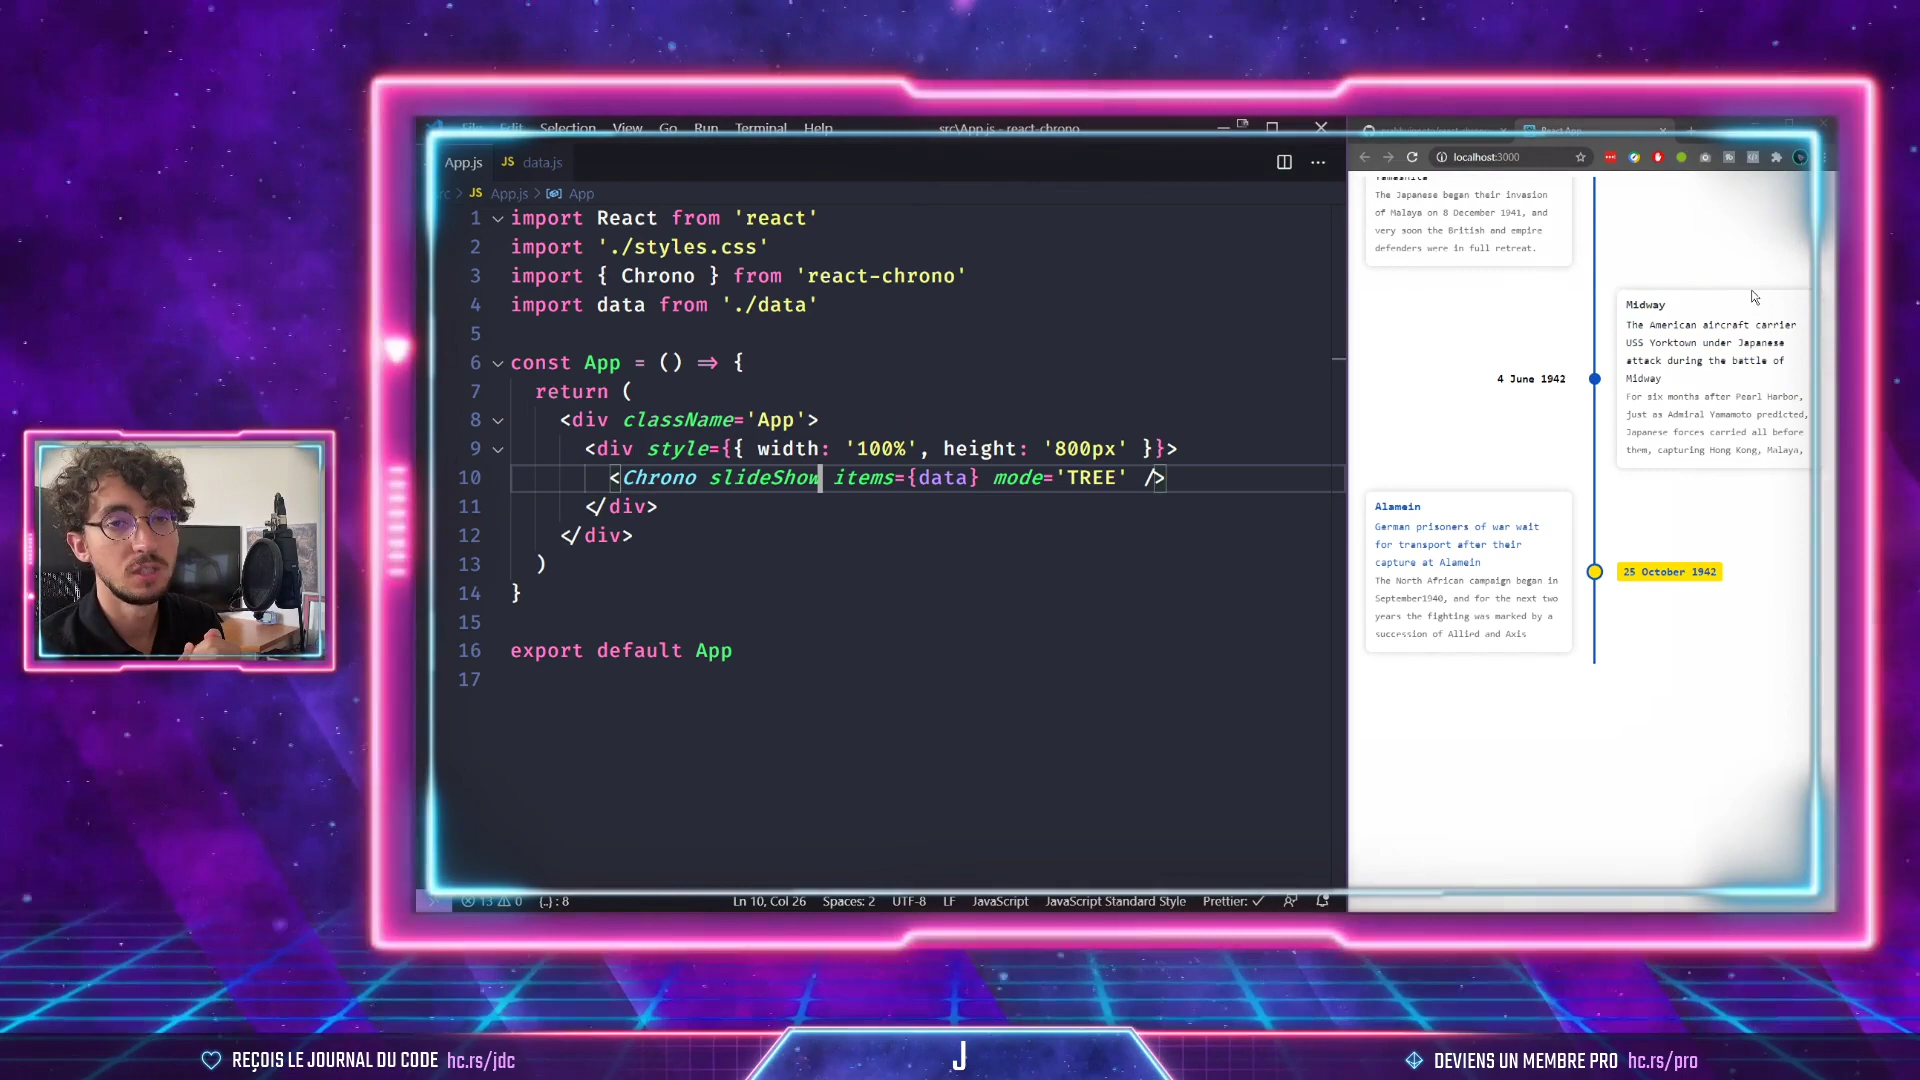 File Edit Selection View Go Run Terminal Help
src\App.js - react-chrono
App.js
JS data.js
JS App.js > App
1 import React from 'react'
2 import './styles.css'
3 import { Chrono } from 'react-chrono'
4 import data from './data'
5
6 const App = () => {
7 return (
8 <div className='App'>
9 <div style={{ width: '100%', height: '800px' }}>
10 <Chrono slideShow items={data} mode='TREE' />
11 </div>
12 </div>
13 )
14 }
15
16 export default App
17
13 0 {..} : 8
Ln 10, Col 26 Spaces: 2 UTF-8 LF JavaScript JavaScript Standard Style Prettier: ✓
React App
localhost:3000
The Japanese began their invasion
of Malaya on 8 December 1941, and
very soon the British and empire
defenders were in full retreat.
4 June 1942
Midway
The American aircraft carrier
USS Yorktown under Japanese
attack during the battle of
Midway
For six months after Pearl Harbor,
just as Admiral Yamamoto predicted,
Japanese forces carried all before
them, capturing Hong Kong, Malaya,
Alamein
German prisoners of war wait
for transport after their
capture at Alamein
The North African campaign began in
September1940, and for the next two
years the fighting was marked by a
succession of Allied and Axis
25 October 1942
REÇOIS LE JOURNAL DU CODE hc.rs/jdc
J
DEVIENS UN MEMBRE PRO hc.rs/pro